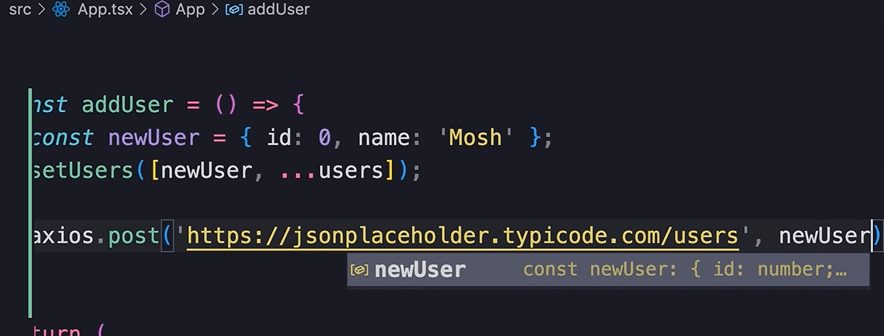 src > App.tsx > App > addUser
nst addUser = () => {
const newUser = { id: 0, name: 'Mosh' };
setUsers([newUser, ...users]);
axios.post('https://jsonplaceholder.typicode.com/users', newUser)
newUser const newUser: { id: number;…
turn (